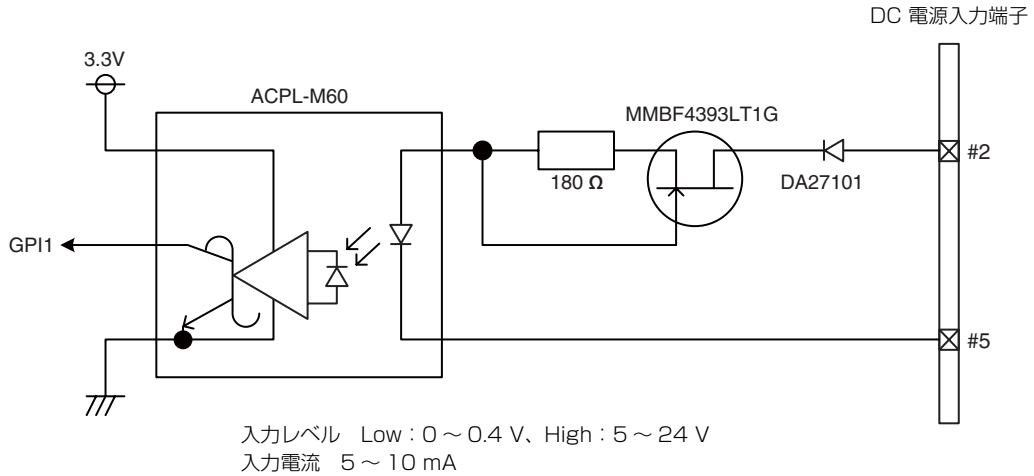 DC 電源入力端子
3.3V
ACPL-M60
MMBF4393LT1G
#2
180 Ω
DA27101
GPI1
#5
入力レベル Low:0 ~ 0.4 V、High:5 ~ 24 V
入力電流 5 ~ 10 mA